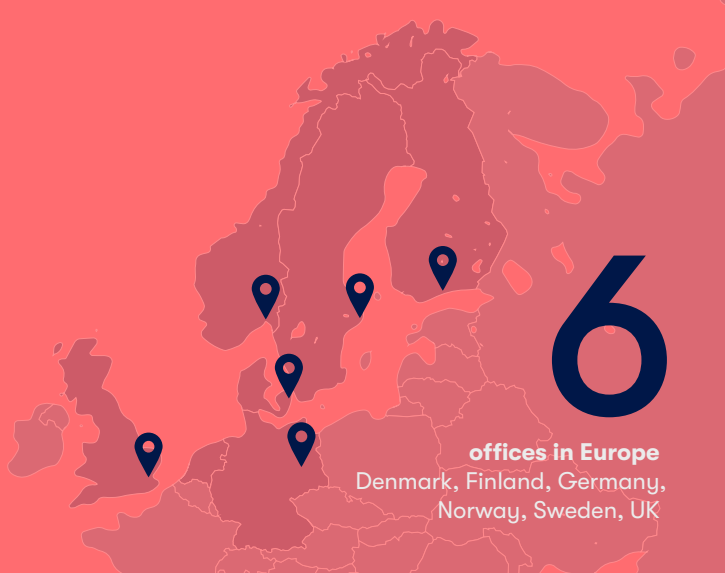 6
offices in Europe
Denmark, Finland, Germany,
Norway, Sweden, UK